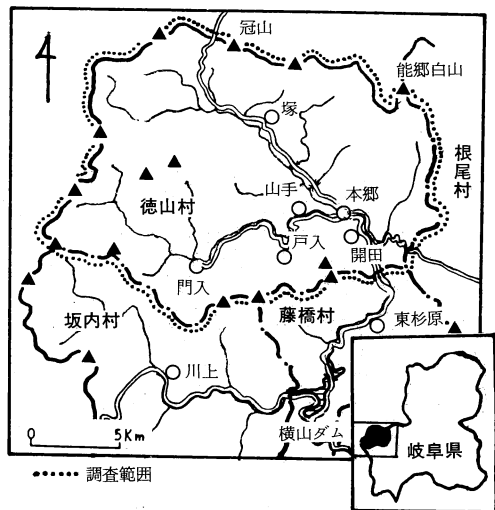 冠山
能郷白山
塚
根尾村
山手
本郷
徳山村
戸入
開田
門入
坂内村
藤橋村
東杉原
川上
横山ダム
0 5Km
岐阜県
調査範囲